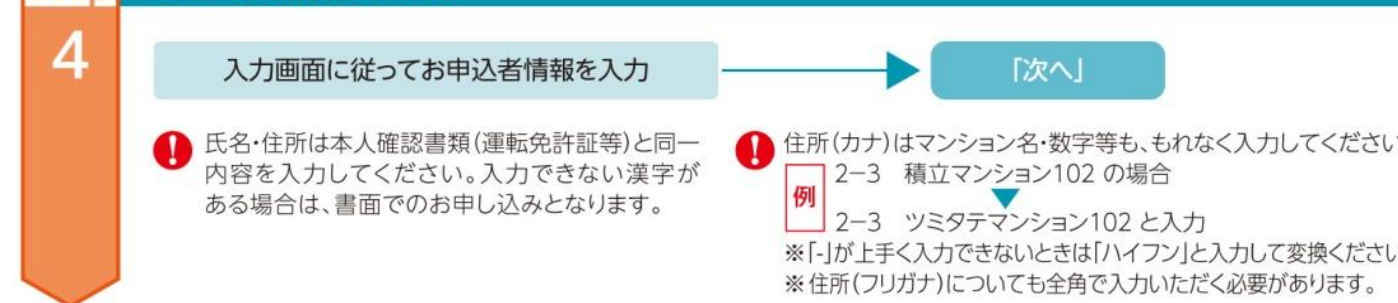 4
入力画面に従ってお申込者情報を入力
「次へ」
氏名・住所は本人確認書類（運転免許証等）と同一
内容を入力してください。入力できない漢字が
ある場合は、書面でのお申し込みとなります。
住所（カナ）はマンション名・数字等も、もれなく入力してください
例
2−3　積立マンション102 の場合
2−3　ツミタテマンション102 と入力
※「-」が上手く入力できないときは「ハイフン」と入力して変換ください
※住所（フリガナ）についても全角で入力いただく必要があります。